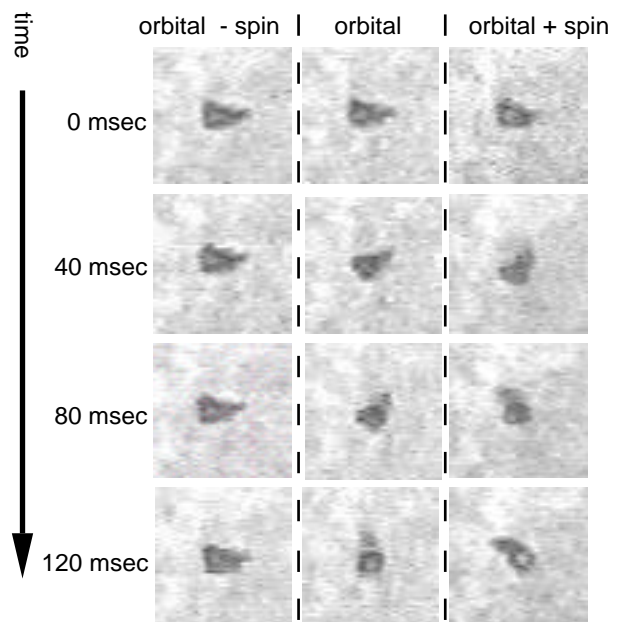 time
orbital - spin | orbital | orbital + spin
0 msec
40 msec
80 msec
120 msec